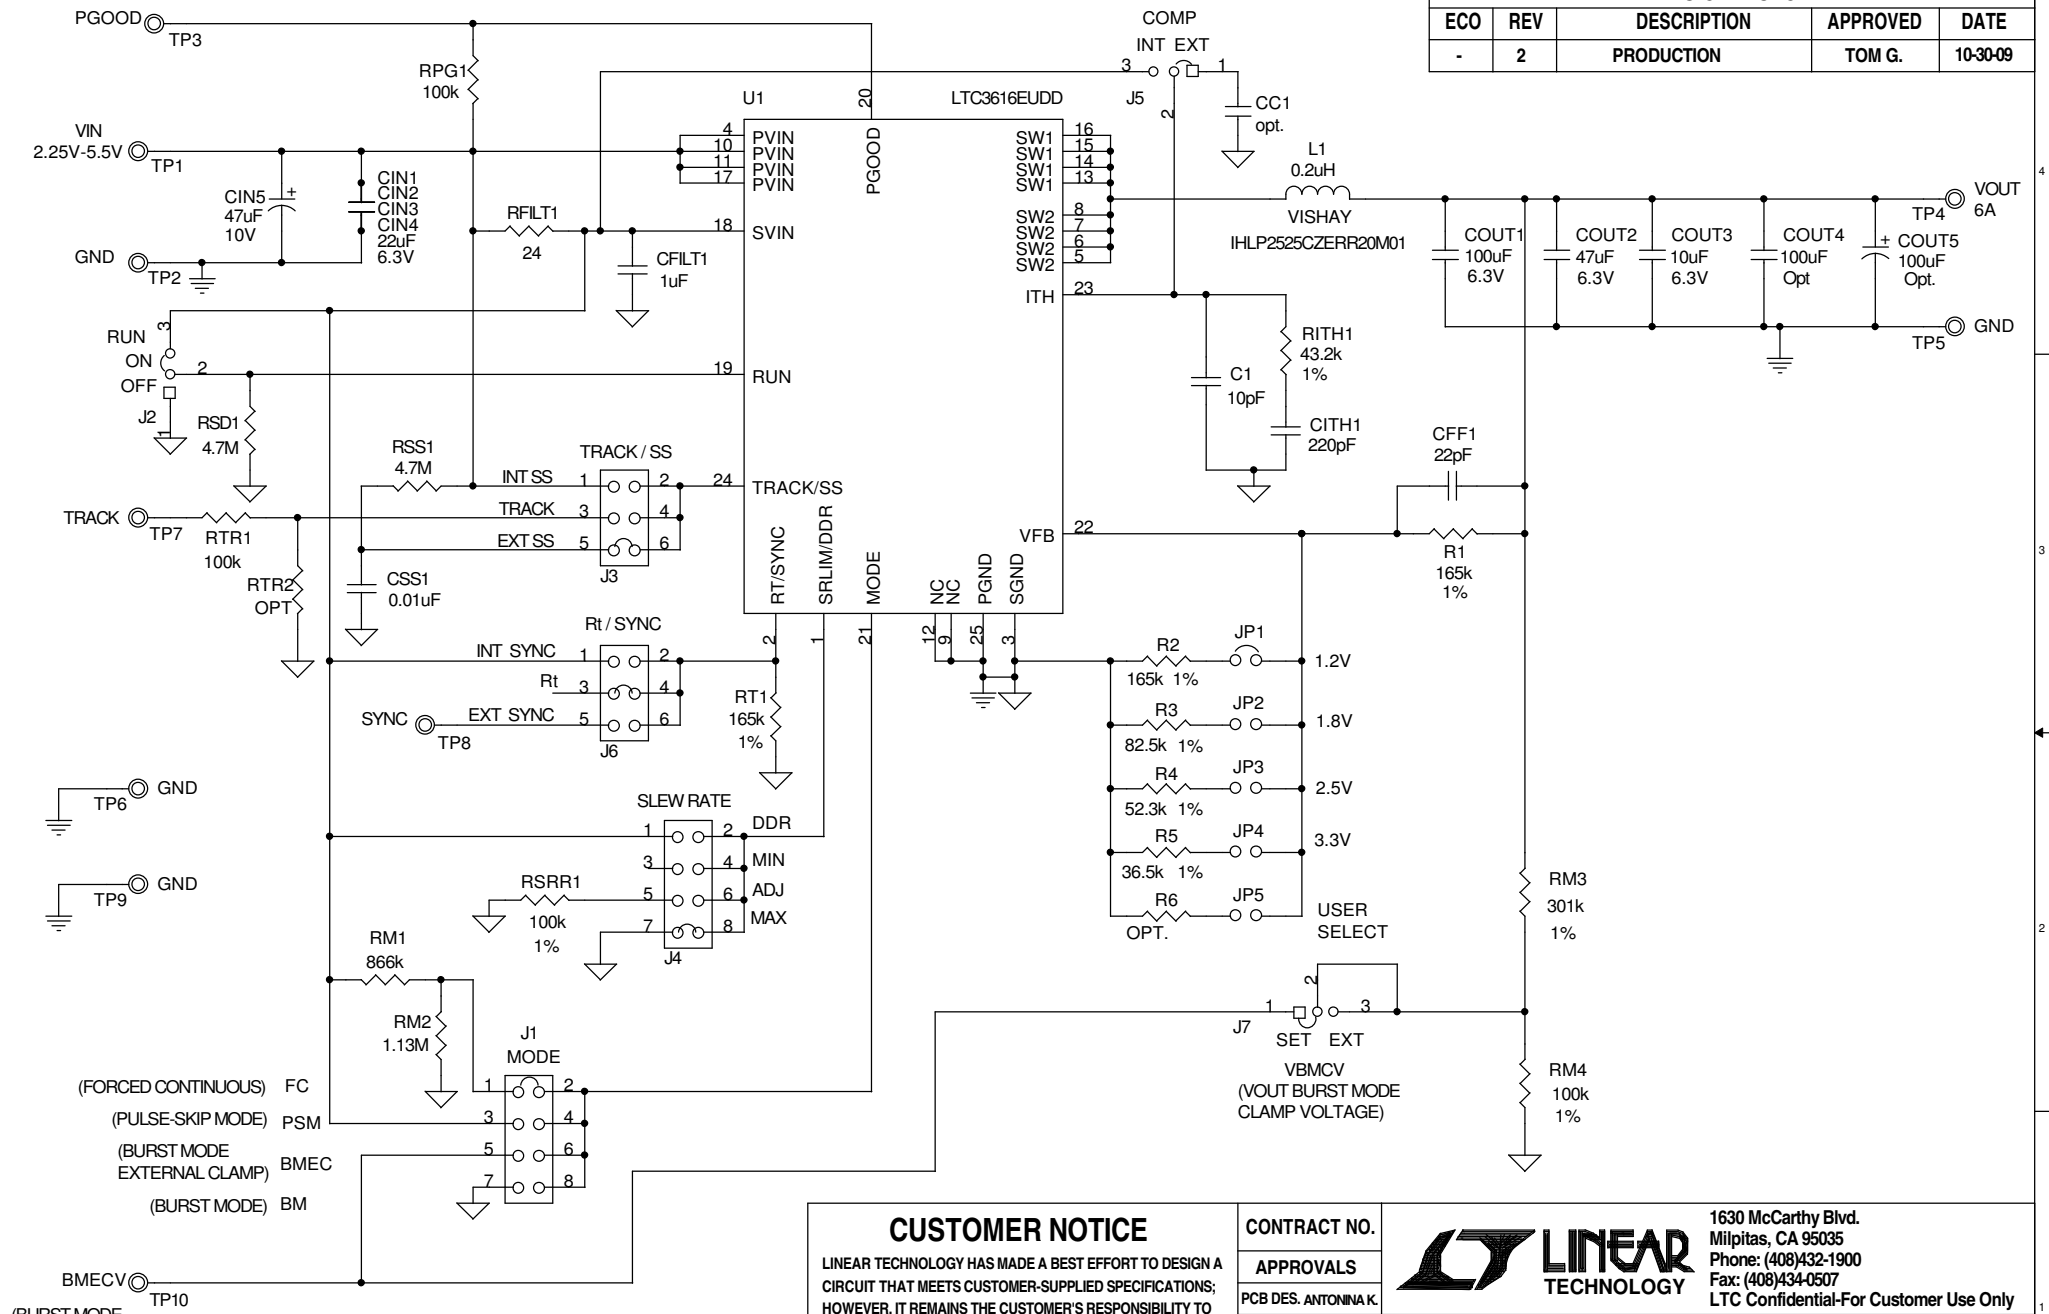 ECO REV DESCRIPTION APPROVED DATE
- 2 PRODUCTION TOM G. 10-30-09
PGOOD TP3
RPG1
100k
VIN
2.25V-5.5V TP1
CIN5
47uF
10V
+
CIN1
CIN2
CIN3
CIN4
22uF
6.3V
GND TP2
RFILT1
24
CFILT1
1uF
COMP
INT EXT
3 1
J5
2
CC1
opt.
U1 LTC3616EUDD
20
PGOOD
4 PVIN
10 PVIN
11 PVIN
17 PVIN
18 SVIN
19 RUN
24 TRACK/SS
SW1 16
SW1 15
SW1 14
SW1 13
SW2 8
SW2 7
SW2 6
SW2 5
ITH 23
VFB 22
RT/SYNC
SRLIM/DDR
MODE
NC
NC
PGND
SGND
2
1
21
12
9
25
3
L1
0.2uH
VISHAY
IHLP2525CZERR20M01
COUT1
100uF
6.3V
COUT2
47uF
6.3V
COUT3
10uF
6.3V
COUT4
100uF
Opt
+
COUT5
100uF
Opt.
VOUT
6A
TP4
GND
TP5
3
RUN
ON
OFF
2
J2
1
RSD1
4.7M
C1
10pF
RITH1
43.2k
1%
CITH1
220pF
CFF1
22pF
R1
165k
1%
RSS1
4.7M
TRACK / SS
INT SS 1 2
TRACK 3 4
EXT SS 5 6
J3
TRACK TP7
RTR1
100k
RTR2
OPT
CSS1
0.01uF
Rt / SYNC
INT SYNC 1 2
Rt 3 4
EXT SYNC 5 6
J6
SYNC TP8
RT1
165k
1%
R2 JP1 1.2V
165k 1%
R3 JP2 1.8V
82.5k 1%
R4 JP3 2.5V
52.3k 1%
R5 JP4 3.3V
36.5k 1%
R6 JP5 USER
OPT. SELECT
GND
TP6
GND
TP9
SLEW RATE
1 2 DDR
3 4 MIN
5 6 ADJ
7 8 MAX
J4
RSRR1
100k
1%
RM1
866k
RM2
1.13M
J1
MODE
(FORCED CONTINUOUS) FC 1 2
(PULSE-SKIP MODE) PSM 3 4
(BURST MODE
EXTERNAL CLAMP) BMEC 5 6
(BURST MODE) BM 7 8
RM3
301k
1%
2
1 3
J7
SET EXT
VBMCV
(VOUT BURST MODE
CLAMP VOLTAGE)
RM4
100k
1%
BMECV TP10
(BURST MODE
4
3
2
1
CUSTOMER NOTICE
LINEAR TECHNOLOGY HAS MADE A BEST EFFORT TO DESIGN A
CIRCUIT THAT MEETS CUSTOMER-SUPPLIED SPECIFICATIONS;
HOWEVER, IT REMAINS THE CUSTOMER'S RESPONSIBILITY TO
CONTRACT NO.
APPROVALS
PCB DES. ANTONINA K.
LINEAR
TECHNOLOGY
1630 McCarthy Blvd.
Milpitas, CA 95035
Phone: (408)432-1900
Fax: (408)434-0507
LTC Confidential-For Customer Use Only